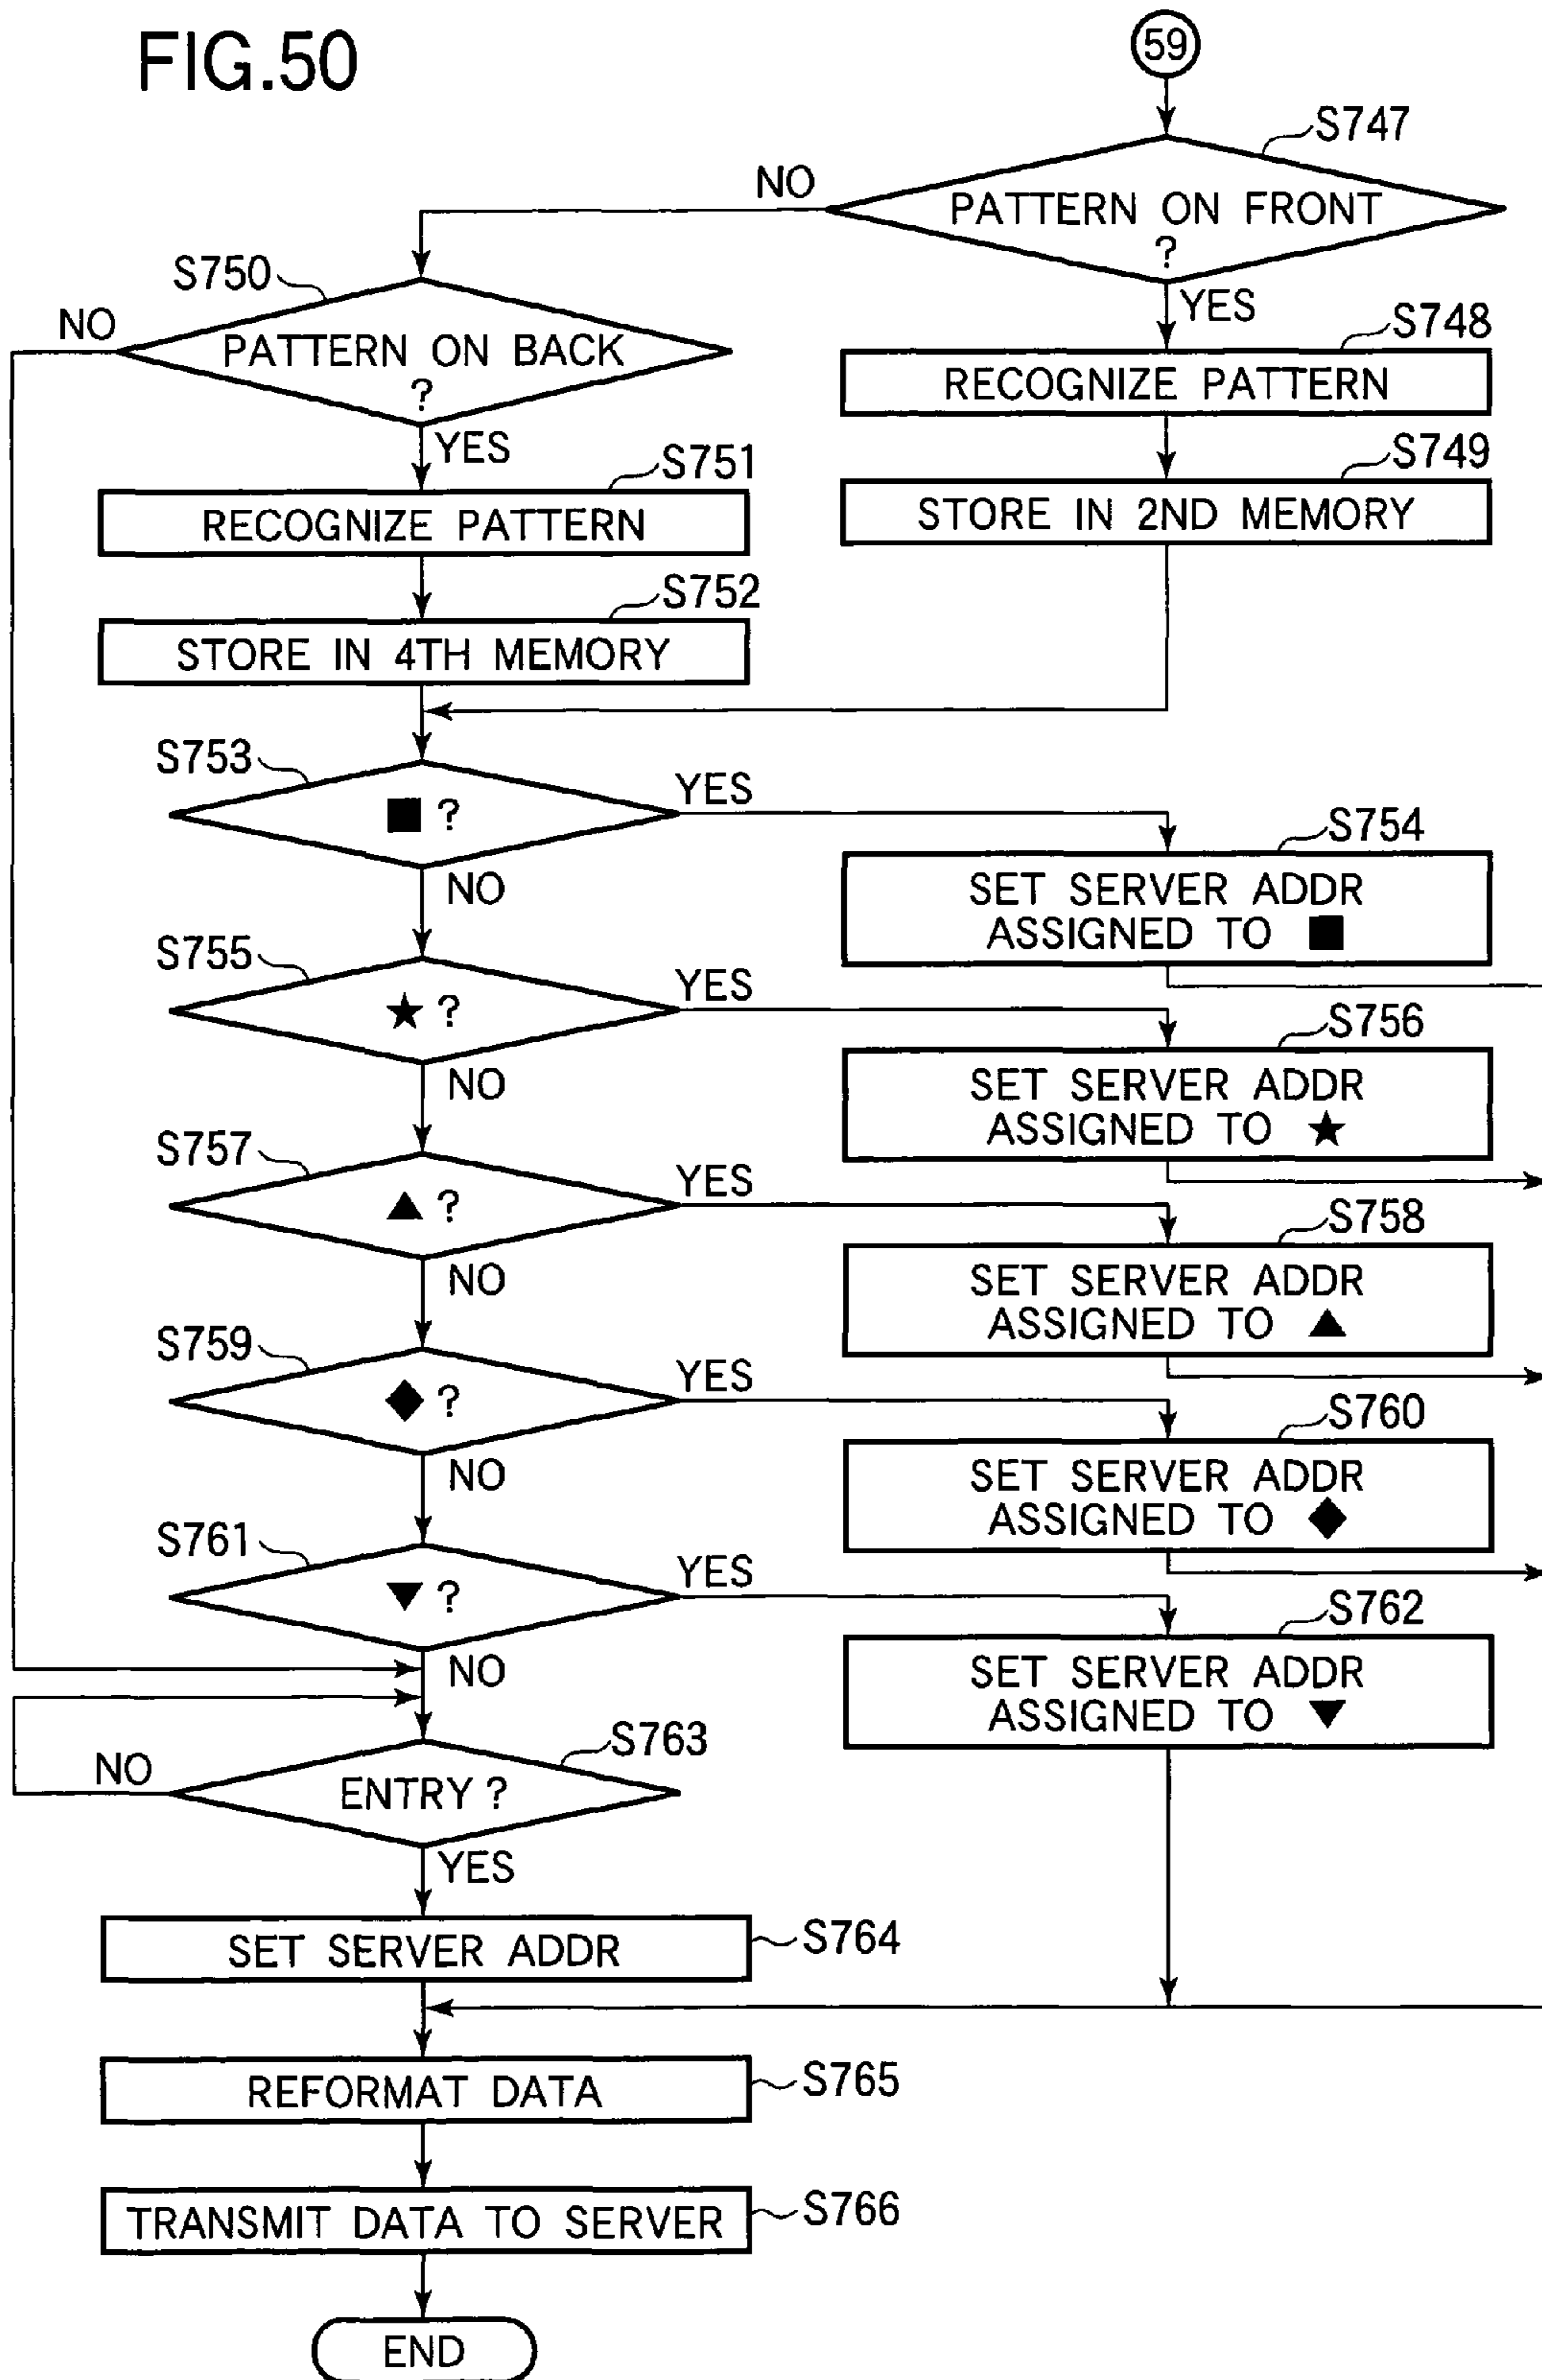 FIG.50
59
S747
PATTERN ON FRONT
?
NO
YES
S750
PATTERN ON BACK
?
NO
YES
S748
RECOGNIZE PATTERN
S749
STORE IN 2ND MEMORY
S751
RECOGNIZE PATTERN
S752
STORE IN 4TH MEMORY
S753
■ ?
YES
NO
S754
SET SERVER ADDR
ASSIGNED TO ■
S755
★ ?
YES
NO
S756
SET SERVER ADDR
ASSIGNED TO ★
S757
▲ ?
YES
NO
S758
SET SERVER ADDR
ASSIGNED TO ▲
S759
◆ ?
YES
NO
S760
SET SERVER ADDR
ASSIGNED TO ◆
S761
▼ ?
YES
NO
S762
SET SERVER ADDR
ASSIGNED TO ▼
S763
ENTRY ?
NO
YES
SET SERVER ADDR
S764
REFORMAT DATA
S765
TRANSMIT DATA TO SERVER
S766
END